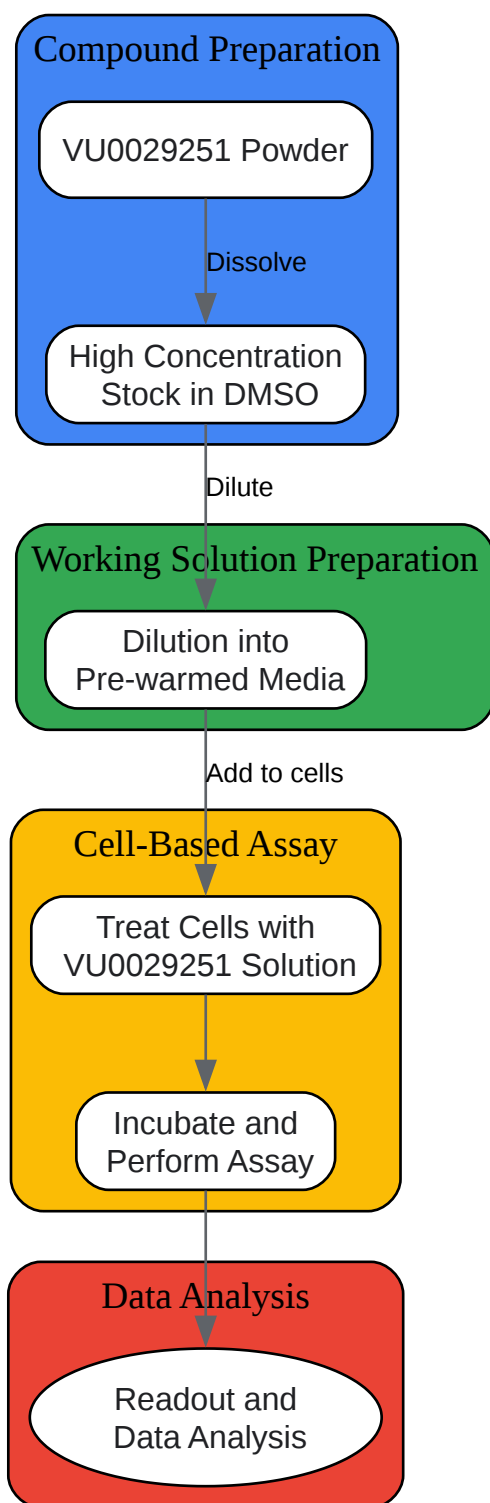 Compound Preparation
VU0029251 Powder
Dissolve
High Concentration
Stock in DMSO
Dilute
Working Solution Preparation
Dilution into
Pre-warmed Media
Add to cells
Cell-Based Assay
Treat Cells with
VU0029251 Solution
Incubate and
Perform Assay
Data Analysis
Readout and
Data Analysis